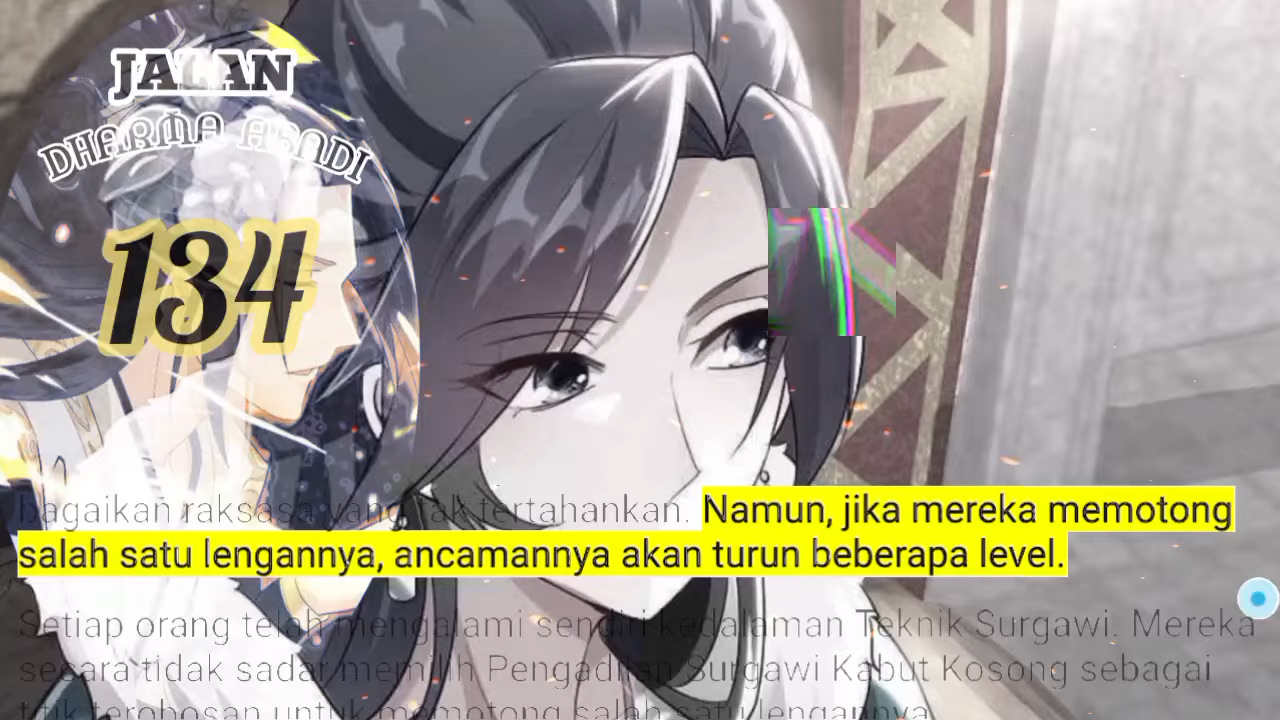 JALAN
DHARMA ABADI
134
bagaikan raksasa yang tak tertahankan. Namun, jika mereka memotong
salah satu lengannya, ancamannya akan turun beberapa level.
Setiap orang telah mengalami sendiri kedalaman Teknik Surgawi. Mereka
secara tidak sadar memilih Pengadilan Surgawi Kabut Kosong sebagai
titik terobosan untuk memotong salah satu lengannya.